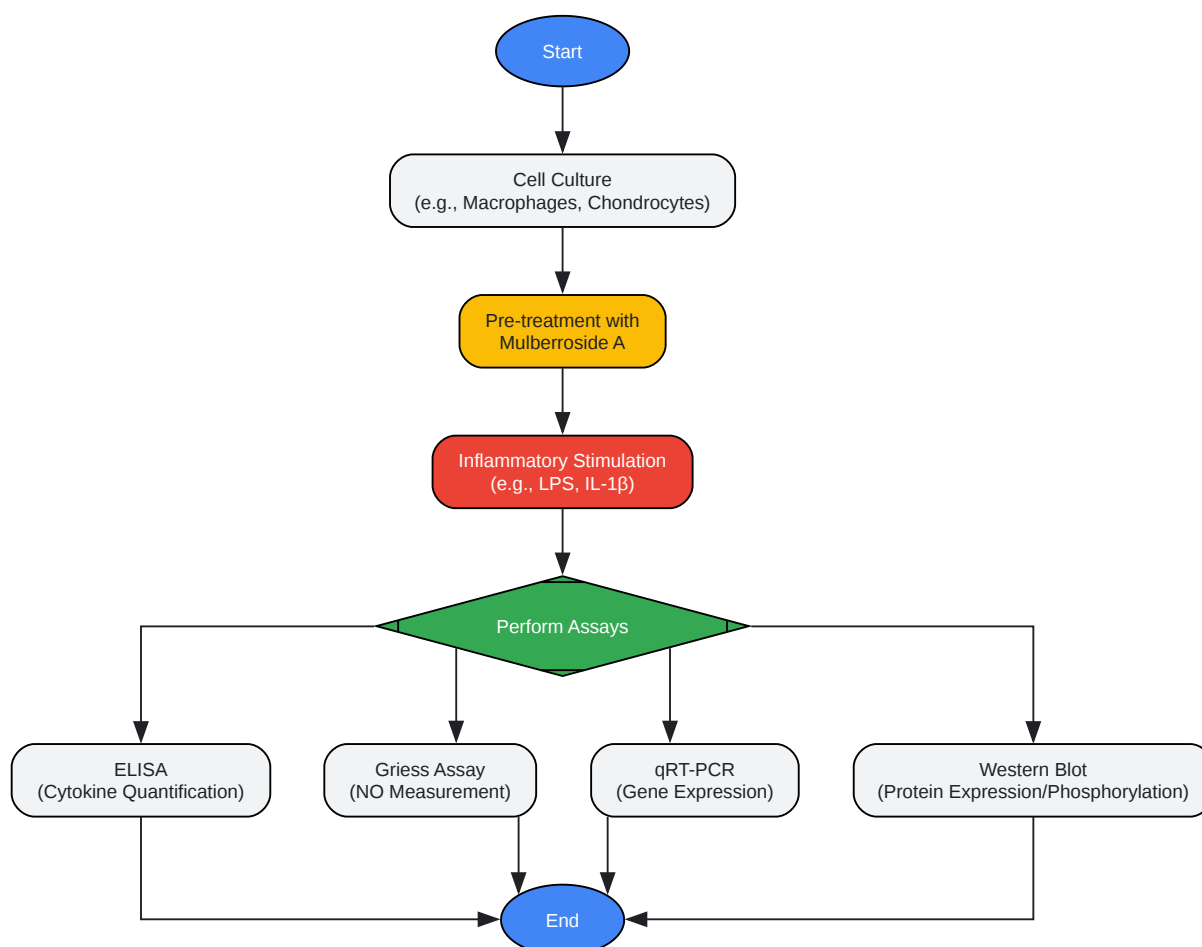 Start
Cell Culture
(e.g., Macrophages, Chondrocytes)
Pre-treatment with
Mulberroside A
Inflammatory Stimulation
(e.g., LPS, IL-1β)
Perform Assays
ELISA
(Cytokine Quantification)
Griess Assay
(NO Measurement)
qRT-PCR
(Gene Expression)
Western Blot
(Protein Expression/Phosphorylation)
End